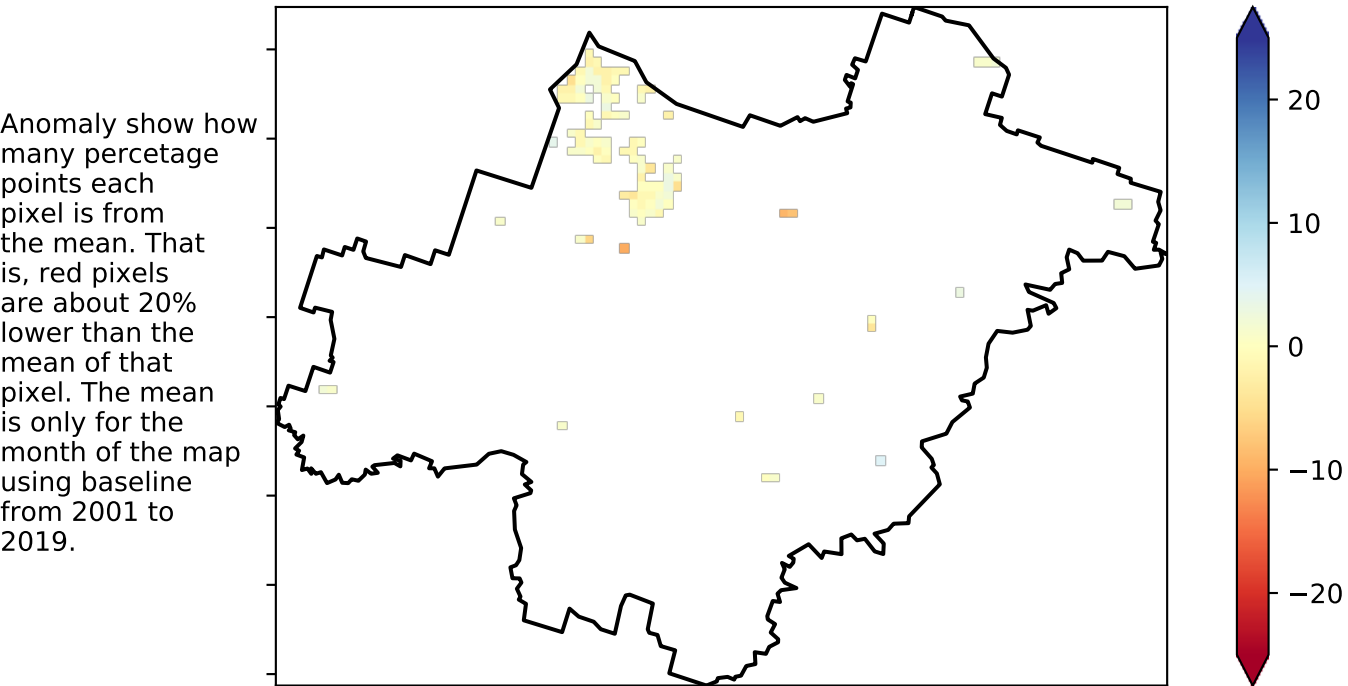 Anomaly show how
many percetage
points each
pixel is from
the mean. That
is, red pixels
are about 20%
lower than the
mean of that
pixel. The mean
is only for the
month of the map
using baseline
from 2001 to
2019.
20
10
0
−10
−20